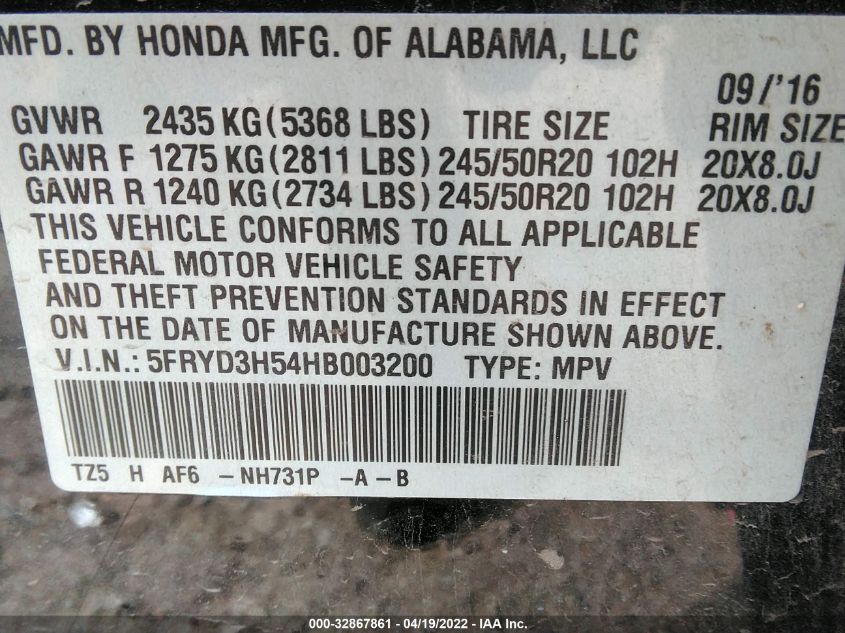 MFD. BY HONDA MFG. OF ALABAMA, LLC
09/'16
GVWR 2435 KG(5368 LBS) TIRE SIZE RIM SIZE
GAWR F 1275 KG(2811 LBS) 245/50R20 102H 20X8.0J
GAWR R 1240 KG(2734 LBS) 245/50R20 102H 20X8.0J
THIS VEHICLE CONFORMS TO ALL APPLICABLE
FEDERAL MOTOR VEHICLE SAFETY
AND THEFT PREVENTION STANDARDS IN EFFECT
ON THE DATE OF MANUFACTURE SHOWN ABOVE.
V.I.N.: 5FRYD3H54HB003200 TYPE: MPV
TZ5 H AF6 -NH731P -A-B
000-32867861 - 04/19/2022 - IAA Inc.